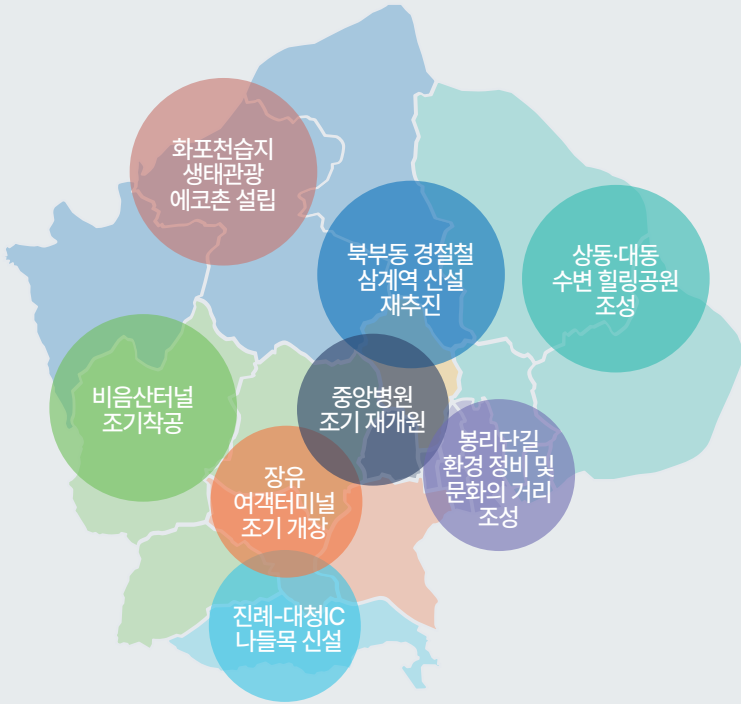 화포천습지
생태관광
에코촌 설립
북부동 경절철
삼계역 신설
재추진
상동·대동
수변 힐링공원
조성
비음산터널
조기착공
중앙병원
조기 재개원
봉리단길
환경 정비 및
문화의 거리
조성
장유
여객터미널
조기 개장
진례-대청IC
나들목 신설